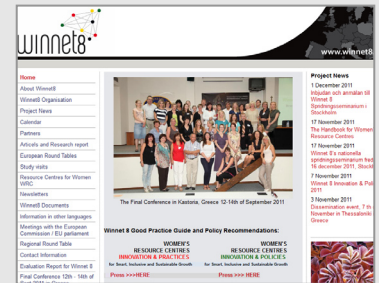 WINNET8
www.winnet8
Home
About Winnet8
Winnet8 Organisation
Project News
Calendar
Partners
Articels and Research report
European Round Tables
Study visits
Resource Centres for Women
WRC
Newsletters
Winnet8 Documents
Information in other languages
Meetings with the European
Commission / EU parliament
Regional Round Table
Contact Information
Evaluation Report for Winnet 8
Final Conference 12th - 14th of
The Final Conference in Kastoria, Greece 12-14th of September 2011
Winnet 8 Good Practice Guide and Policy Recommendations:
WOMEN'S
RESOURCE CENTRES
INNOVATION & PRACTICES
for Smart, Inclusive and Sustainable Growth
Press >>>HERE
WOMEN'S
RESOURCE CENTRES
INNOVATION & POLICIES
for Smart, Inclusive and Sustainable Growth
Press >>>HERE
Project News
1 December 2011
Inbjudan och anmälan till
Winnet 8
Spridningsseminarium i
Stockholm
17 November 2011
The Handbook for Women
Resource Centres
17 November 2011
Winnet 8's nationella
spridningsseminarium fred
16 december 2011, Stockh
7 November 2011
Winnet 8 Innovation & Poli
2011
3 November 2011
Dissemination event, 7 th
November in Thessaloniki
Greece